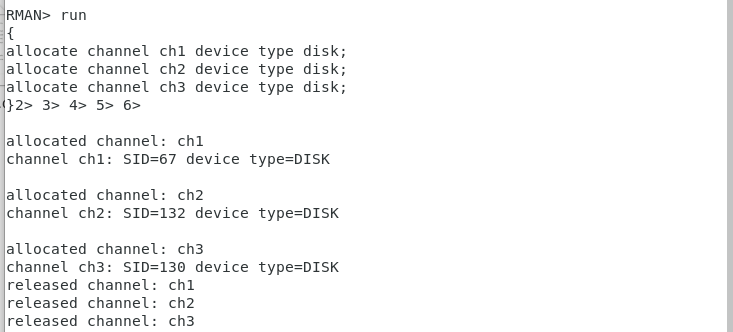 RMAN> run
{
allocate channel ch1 device type disk;
allocate channel ch2 device type disk;
allocate channel ch3 device type disk;
}2> 3> 4> 5> 6>
allocated channel: ch1
channel ch1: SID=67 device type=DISK
allocated channel: ch2
channel ch2: SID=132 device type=DISK
allocated channel: ch3
channel ch3: SID=130 device type=DISK
released channel: ch1
released channel: ch2
released channel: ch3